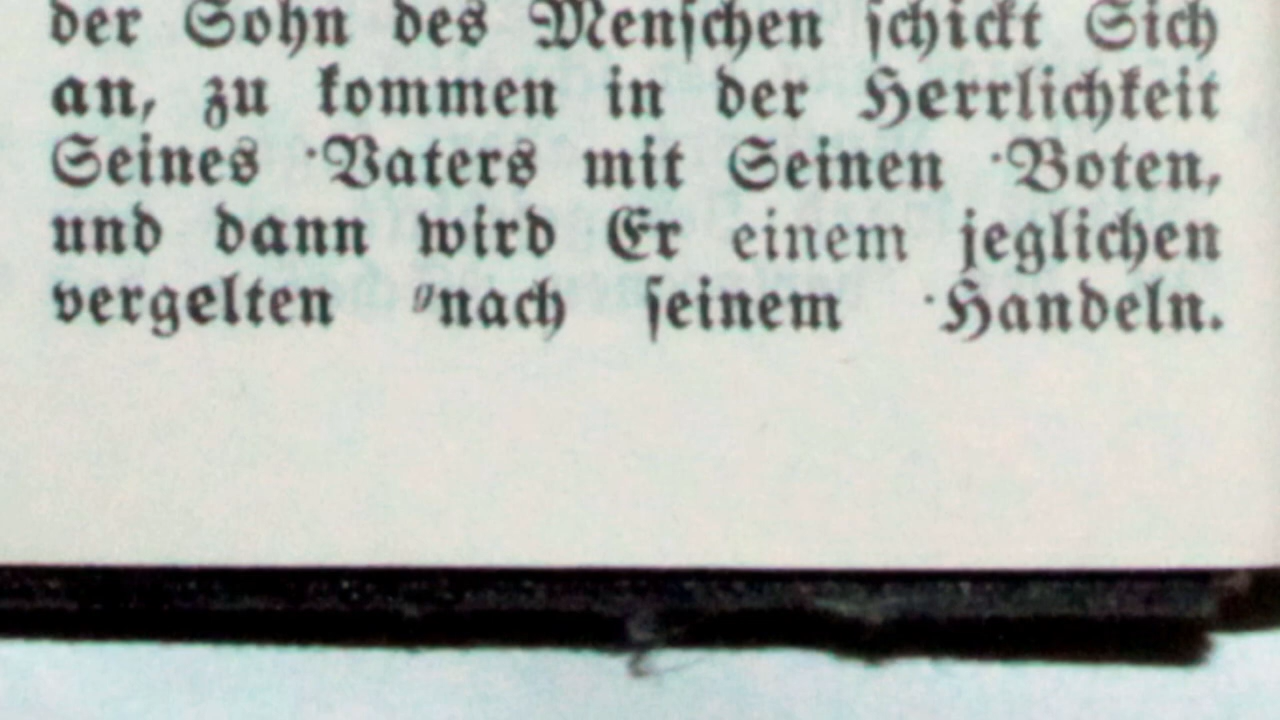 der Sohn des Menschen schickt Sich
an, zu kommen in der Herrlichkeit
Seines ·Vaters mit Seinen ·Boten,
und dann wird Er einem jeglichen
vergelten ″nach seinem ·Handeln.